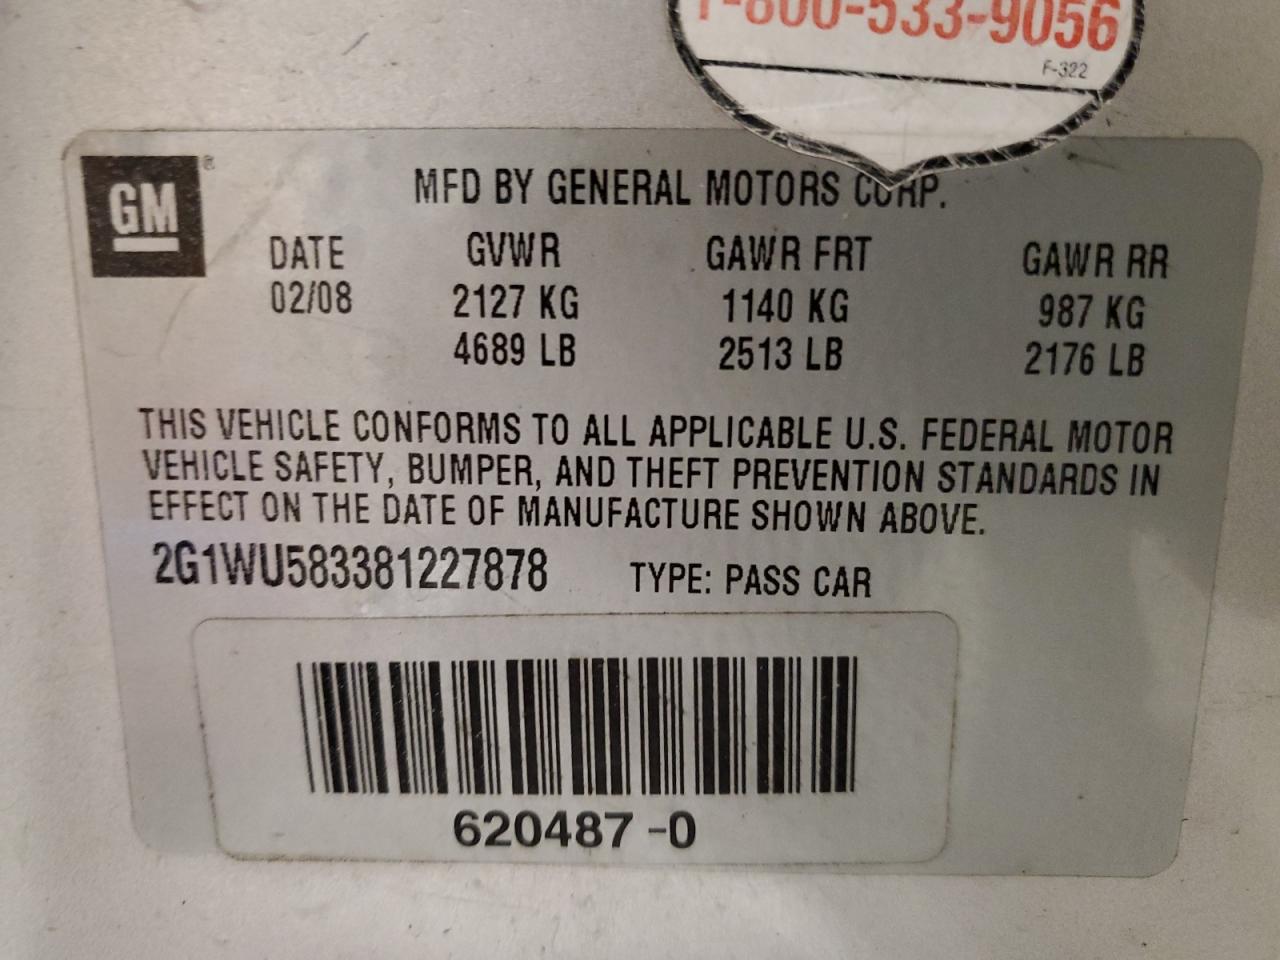 1-800-533-9056
F-322
GM®
MFD BY GENERAL MOTORS CORP.
DATE GVWR GAWR FRT GAWR RR
02/08 2127 KG 1140 KG 987 KG
4689 LB 2513 LB 2176 LB
THIS VEHICLE CONFORMS TO ALL APPLICABLE U.S. FEDERAL MOTOR
VEHICLE SAFETY, BUMPER, AND THEFT PREVENTION STANDARDS IN
EFFECT ON THE DATE OF MANUFACTURE SHOWN ABOVE.
2G1WU583381227878 TYPE: PASS CAR
620487-0